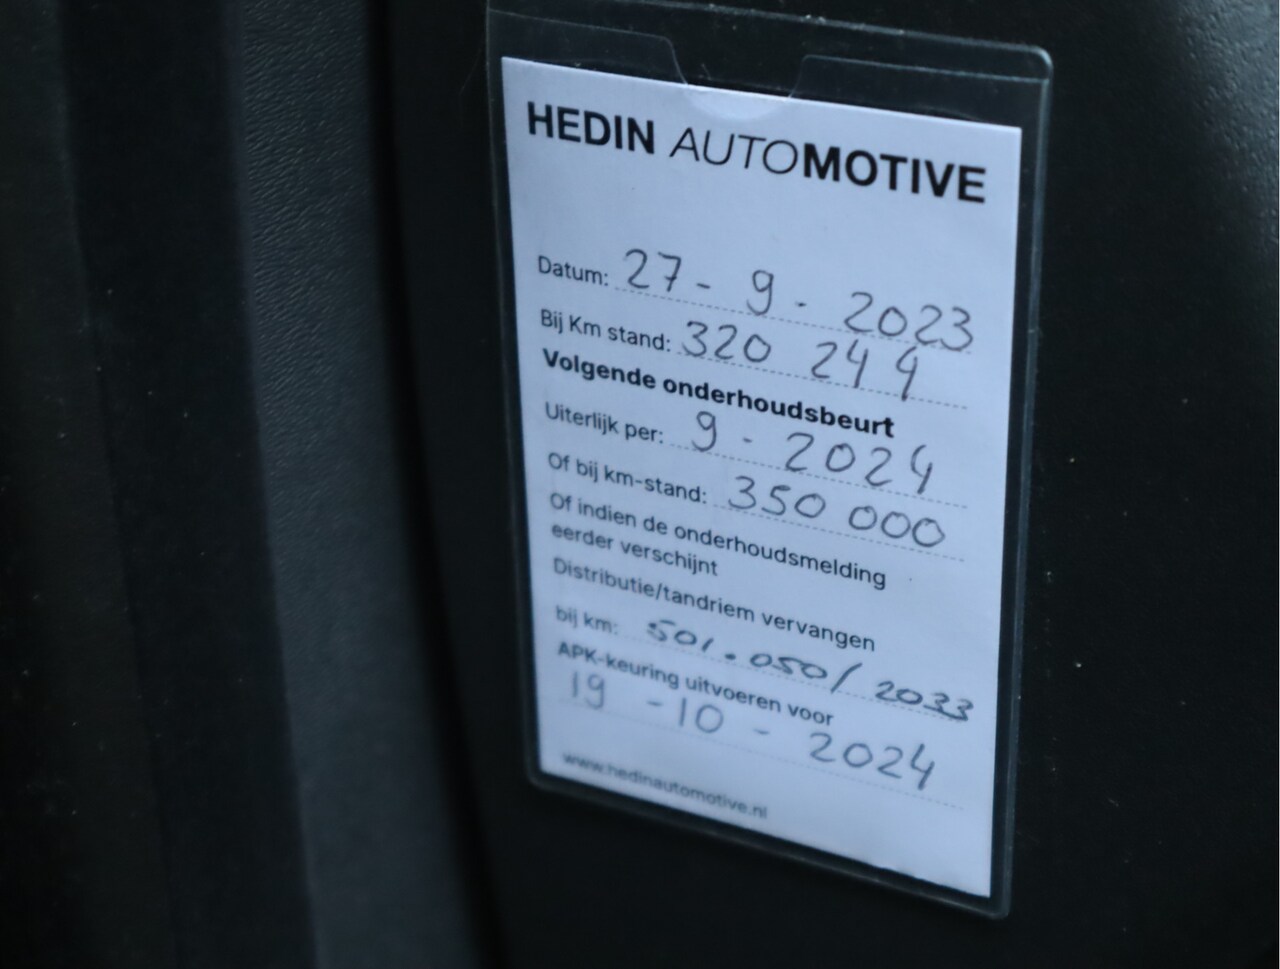 HEDIN AUTOMOTIVE
Datum: 27 - 9 - 2023
Bij Km stand: 320 244
Volgende onderhoudsbeurt
Uiterlijk per: 9 - 2024
Of bij km-stand: 350 000
Of indien de onderhoudsmelding
eerder verschijnt
Distributie/tandriem vervangen
bij km: 501.050/2033
APK-keuring uitvoeren voor
19 - 10 - 2024
www.hedinautomotive.nl